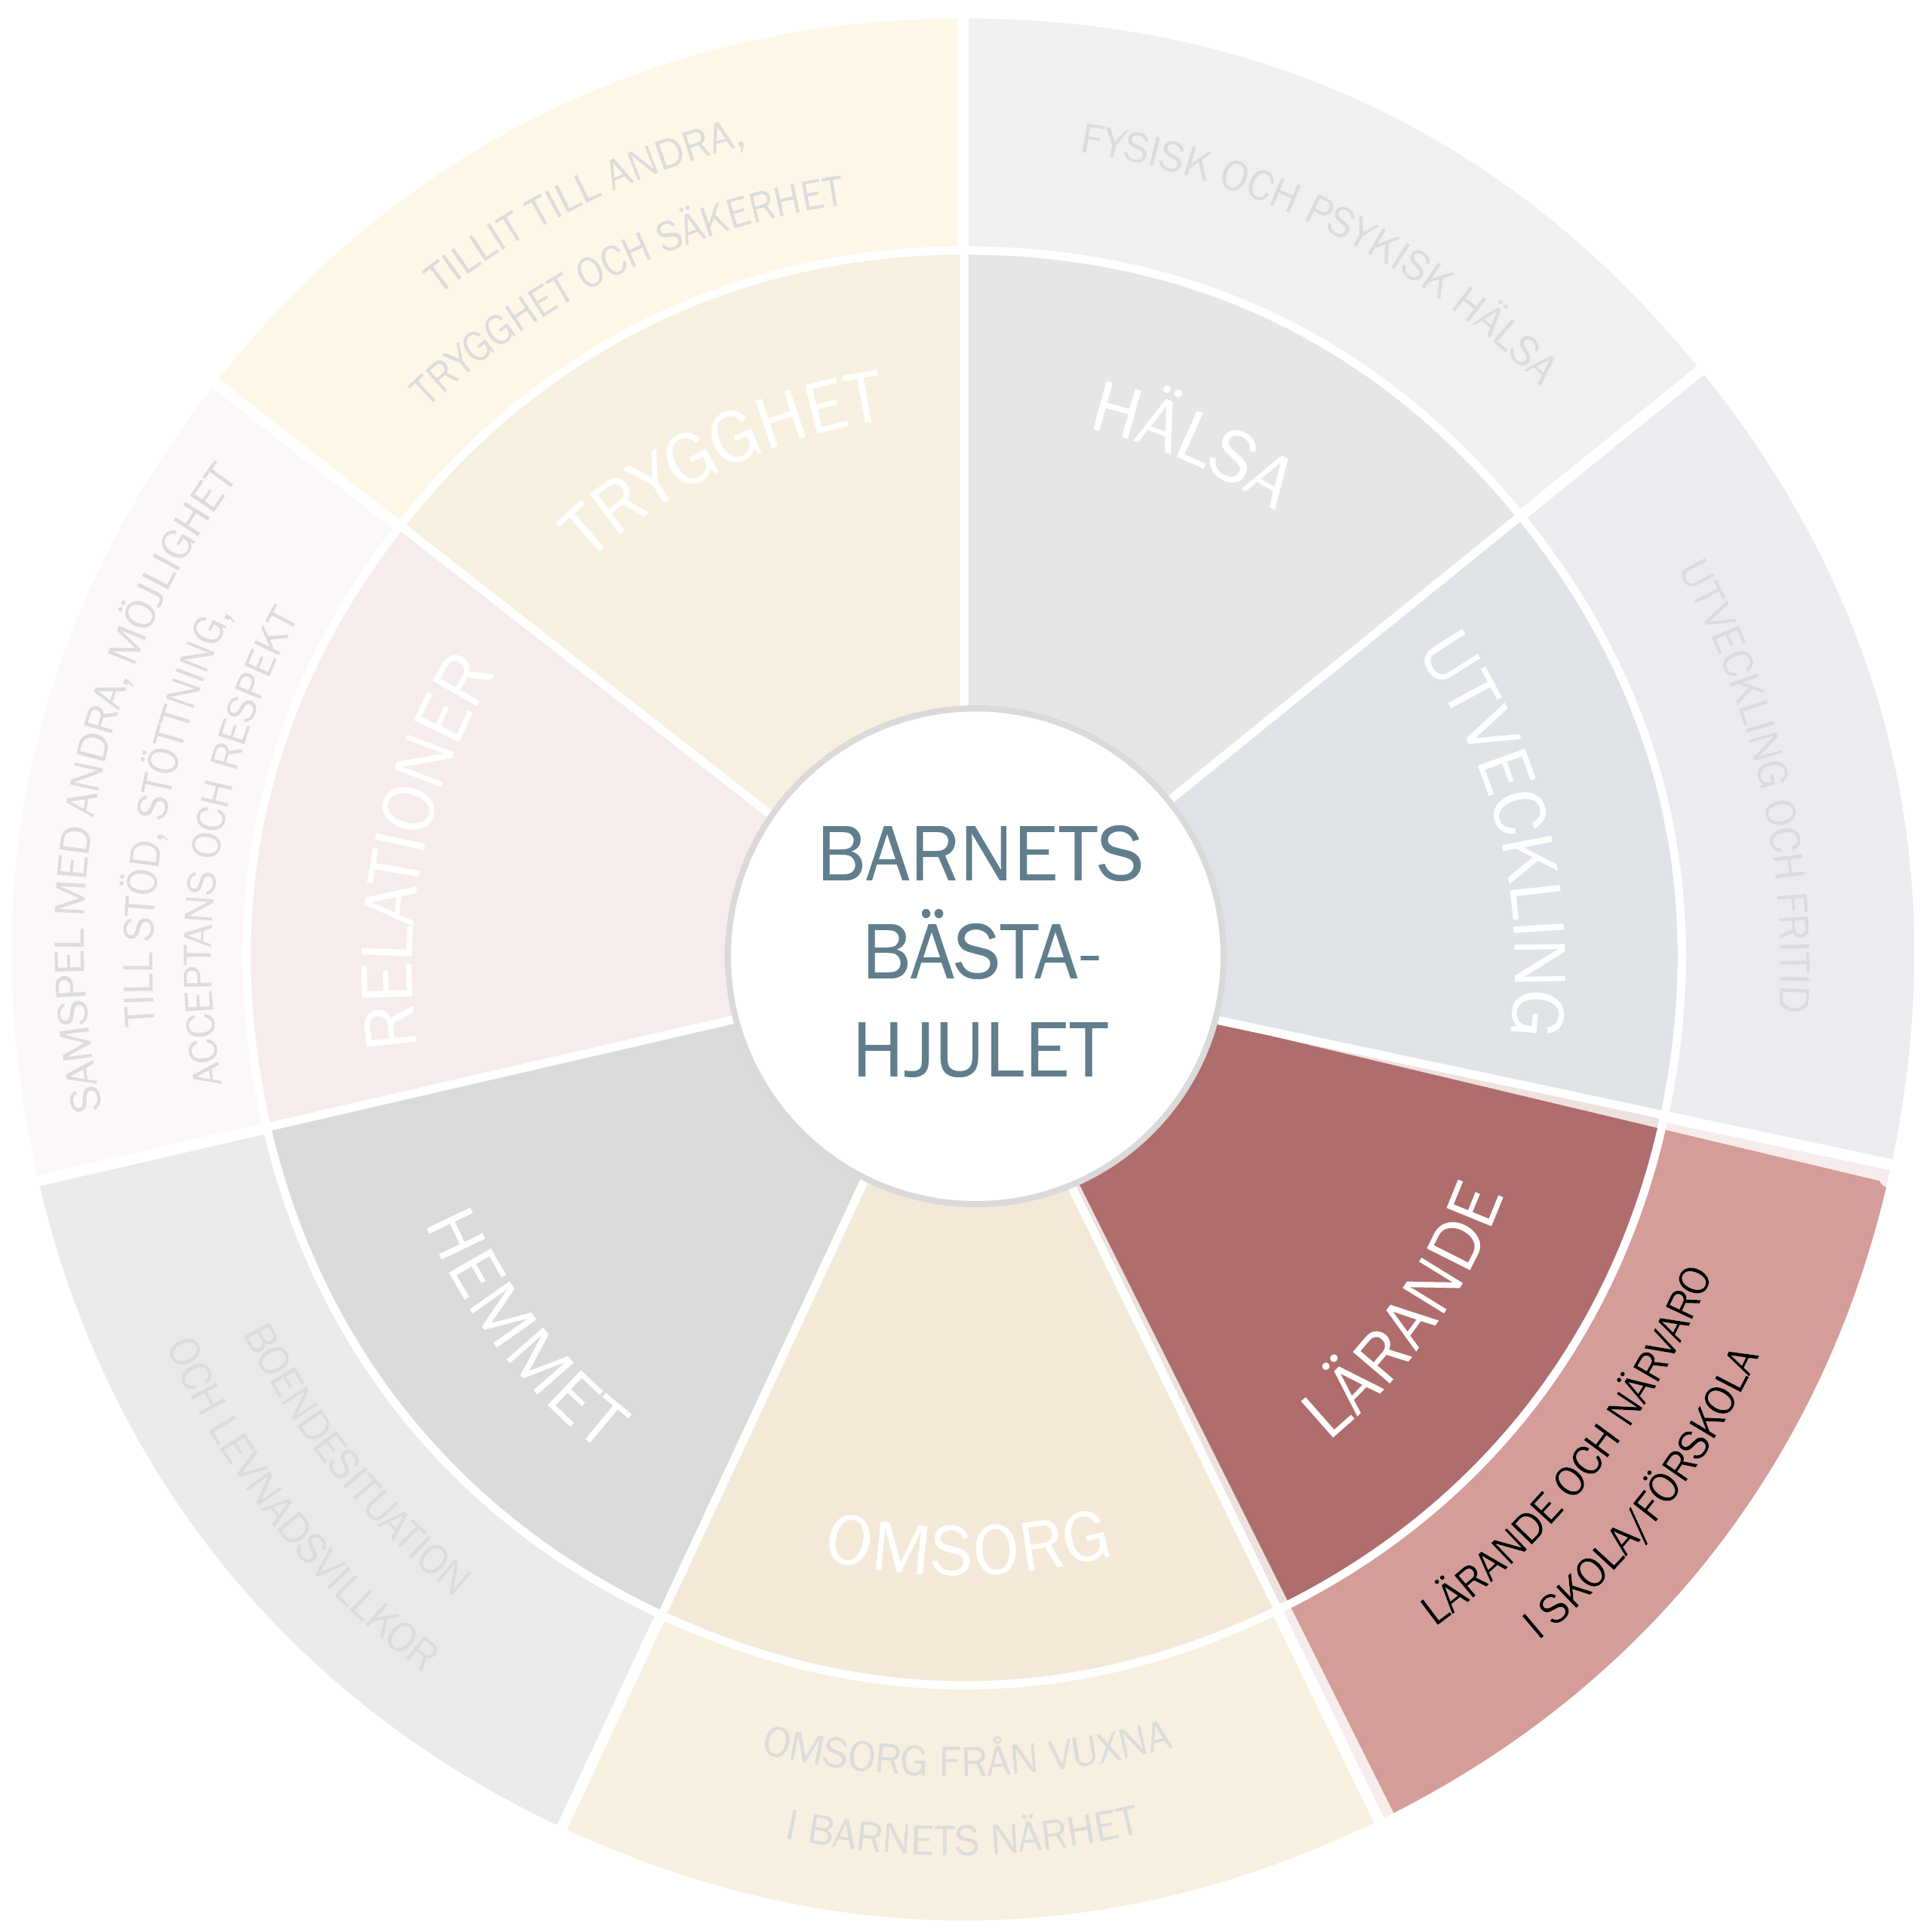 BARNETS
BÄSTA-
HJULET
HÄLSA
FYSISK OCH PSYKISK HÄLSA
UTVECKLING
UTVECKLING OCH FRITID
LÄRANDE
LÄRANDE OCH NÄRVARO
I SKOLA/FÖRSKOLA
OMSORG
OMSORG FRÅN VUXNA
I BARNETS NÄRHET
HEMMET
BOENDESITUATION
OCH LEVNADSVILLKOR
RELATIONER
SAMSPEL MED ANDRA, MÖJLIGHET
TILL STÖD, STÖTTNING,
ACCEPTANS OCH RESPEKT
TRYGGHET
TILLIT TILL ANDRA,
TRYGGHET OCH SÄKERHET